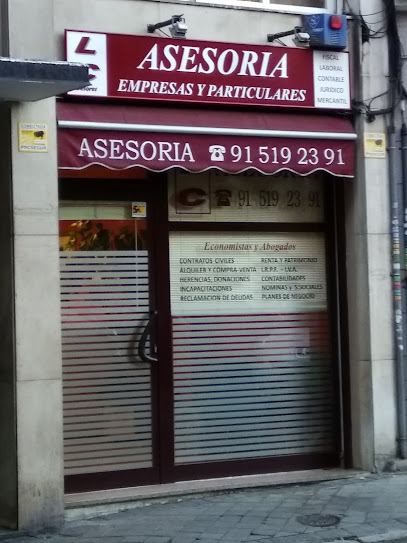 L
C
ASESORIA
EMPRESAS Y PARTICULARES
FISCAL
LABORAL
CONTABLE
JURIDICO
MERCANTIL
ASESORIA ☎ 91 519 23 91
C ☎ 91 519 23 91
Economistas y Abogados
CONTRATOS CIVILES
ALQUILER Y COMPRA-VENTA
HERENCIAS, DONACIONES
INCAPACITACIONES
RECLAMACION DE DEUDAS
RENTA Y PATRIMONIO
I.R.P.F. - I.V.A.
CONTABILIDADES
NOMINAS y S.SOCIALES
PLANES DE NEGOCIO